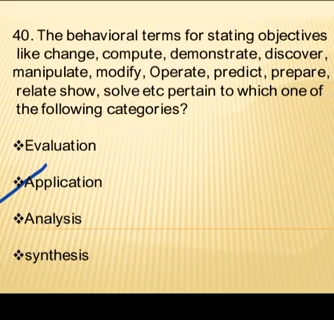 40. The behavioral terms for stating objectives
like change, compute, demonstrate, discover,
manipulate, modify, Operate, predict, prepare,
relate show, solve etc pertain to which one of
the following categories?
❖Evaluation
❖Application
❖Analysis
❖synthesis